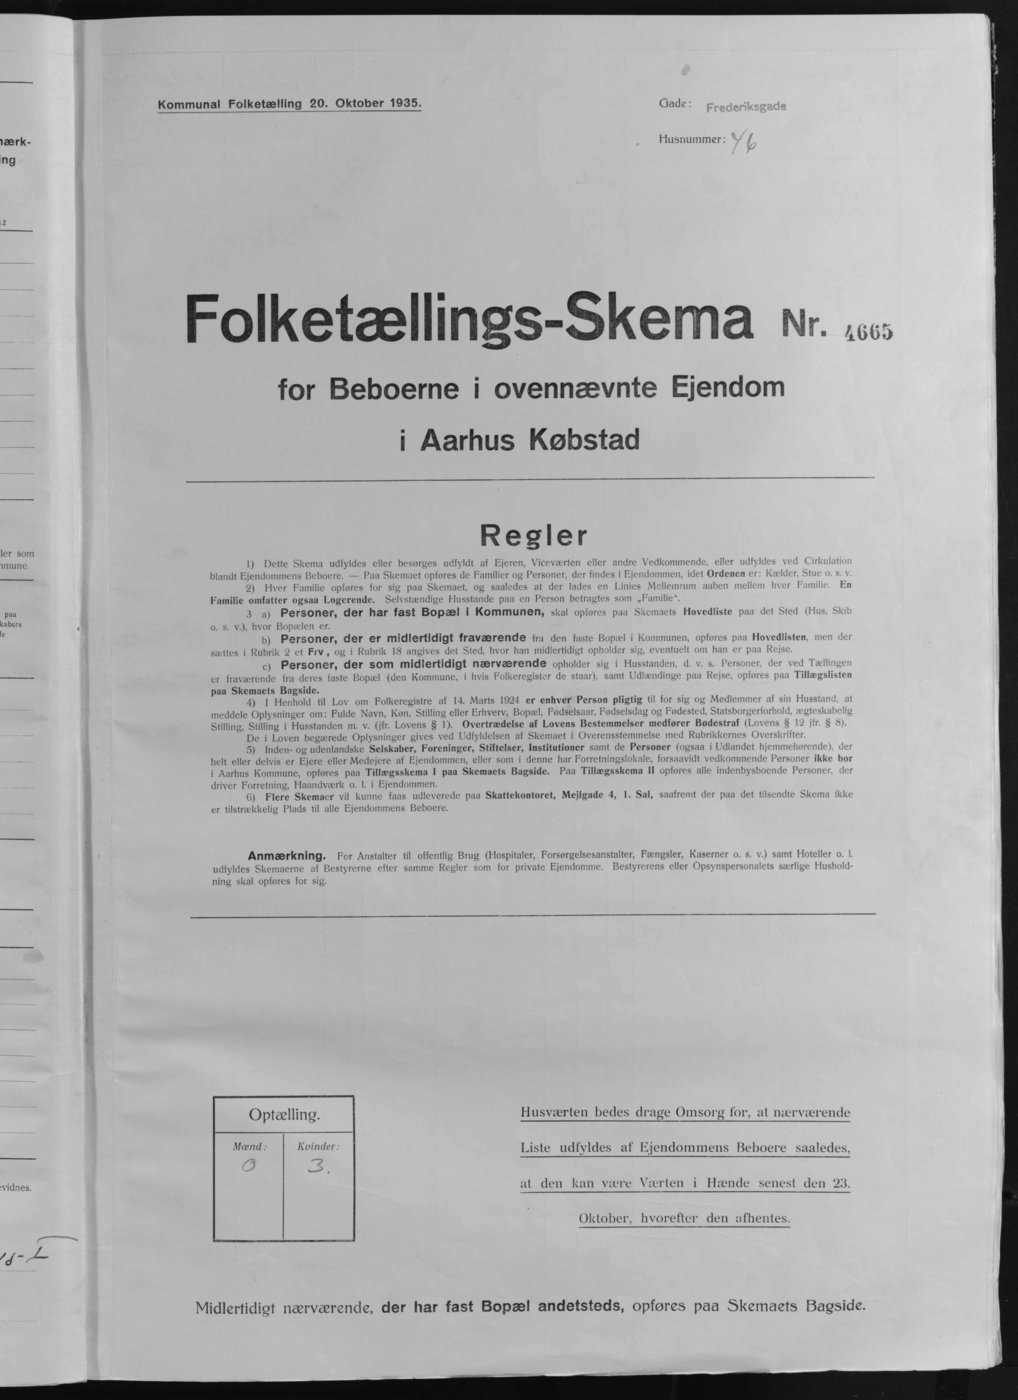 Kommunal Folketælling 20. Oktober 1935.
Gade: Frederiksgade
Husnummer: 46
Folketællings-Skema Nr. 4665
for Beboerne i ovennævnte Ejendom
i Aarhus Købstad
Regler
1) Dette Skema udfyldes eller besørges udfyldt af Ejeren, Viceværten eller andre Vedkommende, eller udfyldes ved Cirkulation
blandt Ejendommens Beboere. — Paa Skemaet opføres de Familier og Personer, der findes i Ejendommen, idet Ordenen er: Kælder, Stue o. s. v.
2) Hver Familie opføres for sig paa Skemaet, og saaledes at der lades en Linies Mellemrum aaben mellem hver Familie. En
Familie omfatter ogsaa Logerende. Selvstændige Husstande paa en Person betragtes som „Familie“.
3 a) Personer, der har fast Bopæl i Kommunen, skal opføres paa Skemaets Hovedliste paa det Sted (Hus, Skib
o. s. v.), hvor Bopælen er.
b) Personer, der er midlertidigt fraværende fra den faste Bopæl i Kommunen, opføres paa Hovedlisten, men der
sættes i Rubrik 2 et Frv., og i Rubrik 18 angives det Sted, hvor han midlertidigt opholder sig, eventuelt om han er paa Rejse.
c) Personer, der som midlertidigt nærværende opholder sig i Husstanden, d. v. s. Personer, der ved Tællingen
er fraværende fra deres faste Bopæl (den Kommune, i hvis Folkeregister de staar), samt Udlændinge paa Rejse, opføres paa Tillægslisten
paa Skemaets Bagside.
4) I Henhold til Lov om Folkeregistre af 14. Marts 1924 er enhver Person pligtig til for sig og Medlemmer af sin Husstand, at
meddele Oplysninger om: Fulde Navn, Køn, Stilling eller Erhverv, Bopæl, Fødselsaar, Fødselsdag og Fødested, Statsborgerforhold, ægteskabelig
Stilling, Stilling i Husstanden m. v. (jfr. Lovens § 1). Overtrædelse af Lovens Bestemmelser medfører Bødestraf (Lovens § 12 jfr. § 8).
De i Loven begærede Oplysninger gives ved Udfyldelsen af Skemaet i Overensstemmelse med Rubrikkernes Overskrifter.
5) Inden- og udenlandske Selskaber, Foreninger, Stiftelser, Institutioner samt de Personer (ogsaa i Udlandet hjemmehørende), der
helt eller delvis er Ejere eller Medejere af Ejendommen, eller som i denne har Forretningslokale, forsaavidt vedkommende Personer ikke bor
i Aarhus Kommune, opføres paa Tillægsskema I paa Skemaets Bagside. Paa Tillægsskema II opføres alle indenbysboende Personer, der
driver Forretning, Haandværk o. l. i Ejendommen.
6) Flere Skemaer vil kunne faas udleverede paa Skattekontoret, Mejlgade 4, 1. Sal, saafremt der paa det tilsendte Skema ikke
er tilstrækkelig Plads til alle Ejendommens Beboere.
Anmærkning. For Anstalter til offentlig Brug (Hospitaler, Forsørgelsesanstalter, Fængsler, Kaserner o. s. v.) samt Hoteller o. l.
udfyldes Skemaerne af Bestyrerne efter samme Regler som for private Ejendomme. Bestyrerens eller Opsynspersonalets særlige Hushold-
ning skal opføres for sig.
Optælling.
Mænd: Kvinder:
0 3.
Husværten bedes drage Omsorg for, at nærværende
Liste udfyldes af Ejendommens Beboere saaledes,
at den kan være Værten i Hænde senest den 23.
Oktober, hvorefter den afhentes.
Midlertidigt nærværende, der har fast Bopæl andetsteds, opføres paa Skemaets Bagside.